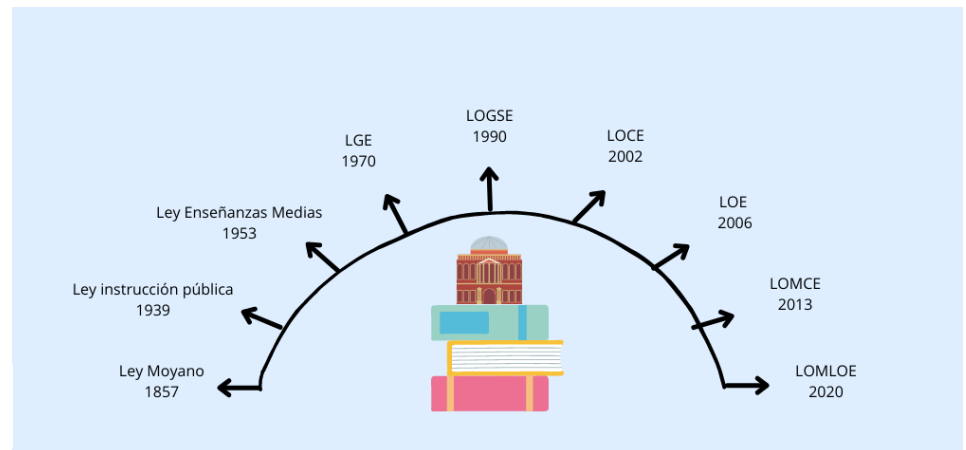 Ley Moyano
1857
Ley instrucción pública
1939
Ley Enseñanzas Medias
1953
LGE
1970
LOGSE
1990
LOCE
2002
LOE
2006
LOMCE
2013
LOMLOE
2020